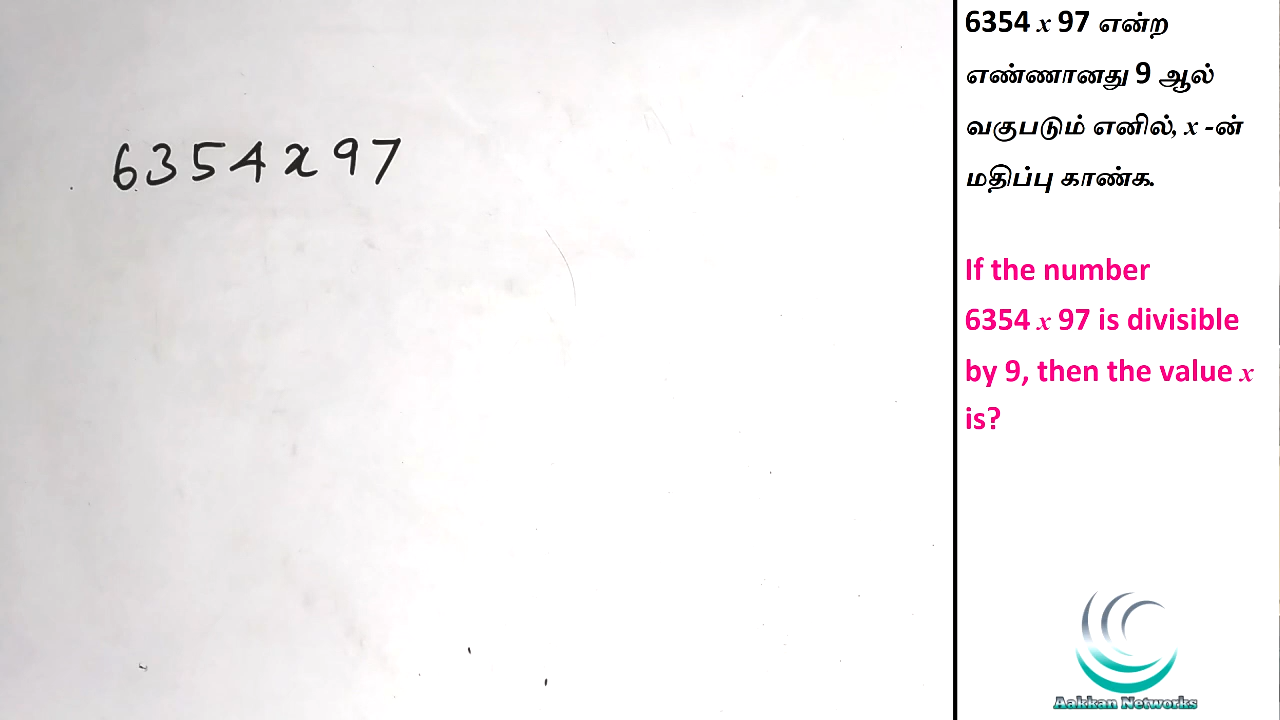 6354x97
6354 x 97 என்ற
எண்ணானது 9 ஆல்
வகுபடும் எனில், x -ன்
மதிப்பு காண்க.
If the number
6354 x 97 is divisible
by 9, then the value x
is?
Aakkan Networks